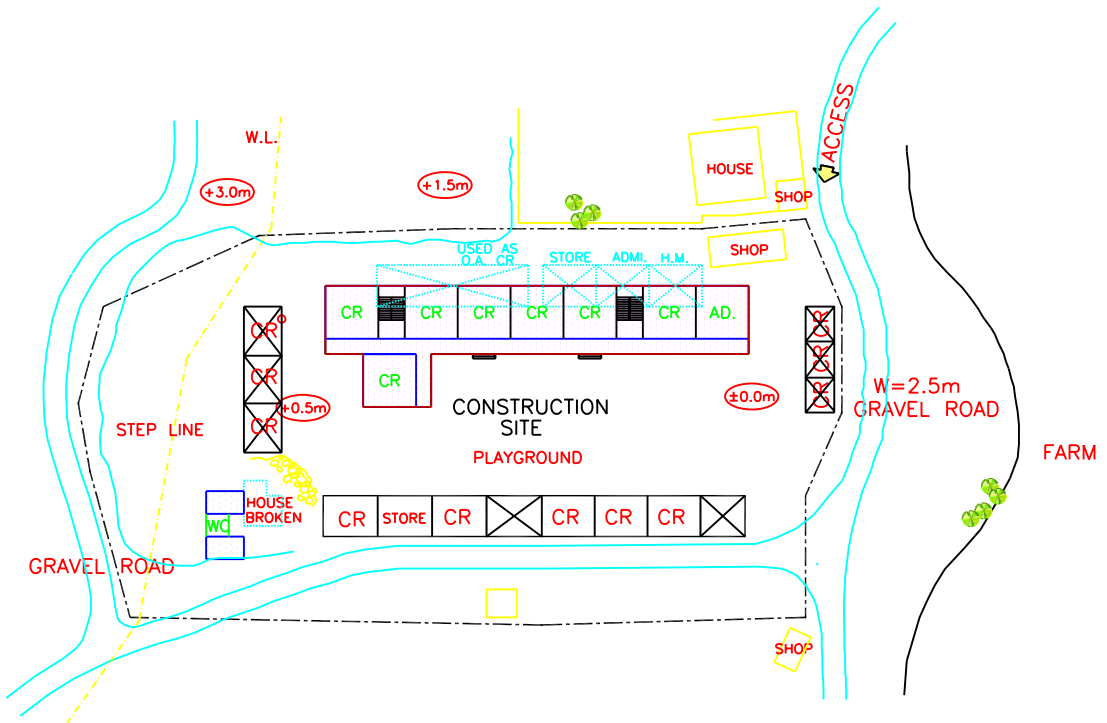 ACCESS
W.L.
+3.0m
+1.5m
HOUSE
SHOP
SHOP
USED AS
O.A. CR
STORE
ADMI.
H.M.
CR
CR
CR
CR
CR
CR
AD.
CR
CR
CR
CR
CR
CR
CR
+0.5m
±0.0m
W=2.5m
GRAVEL ROAD
CONSTRUCTION
SITE
PLAYGROUND
STEP LINE
FARM
HOUSE
BROKEN
WC
CR
STORE
CR
CR
CR
CR
GRAVEL ROAD
SHOP